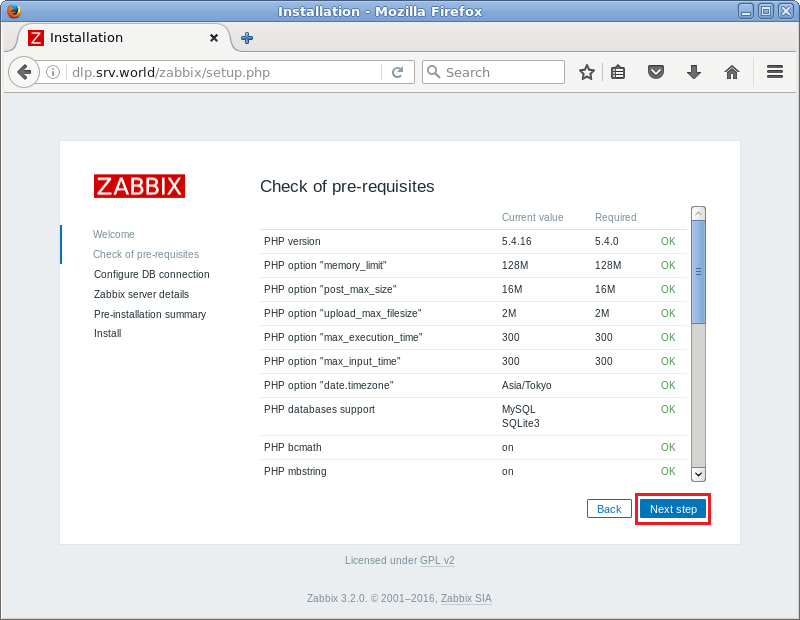 Installation - Mozilla Firefox
Z Installation
dlp.srv.world/zabbix/setup.php Search
ZABBIX
Welcome
Check of pre-requisites
Configure DB connection
Zabbix server details
Pre-installation summary
Install
Check of pre-requisites
Current value Required
PHP version 5.4.16 5.4.0 OK
PHP option "memory_limit" 128M 128M OK
PHP option "post_max_size" 16M 16M OK
PHP option "upload_max_filesize" 2M 2M OK
PHP option "max_execution_time" 300 300 OK
PHP option "max_input_time" 300 300 OK
PHP option "date.timezone" Asia/Tokyo OK
PHP databases support MySQL OK
SQLite3
PHP bcmath on OK
PHP mbstring on OK
Back Next step
Licensed under GPL v2
Zabbix 3.2.0. © 2001–2016, Zabbix SIA